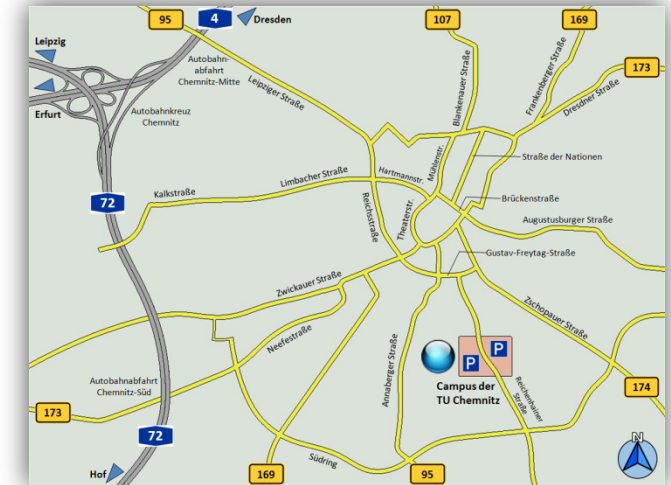 95
4
Dresden
107
169
Leipzig
Autobahn-
abfahrt
Chemnitz-Mitte
Leipziger Straße
Blankenauer Straße
Frankenberger Straße
173
Dresdner Straße
Erfurt
Autobahnkreuz
Chemnitz
Straße der Nationen
Mühlenstr.
Limbacher Straße
Hartmannstr.
Kalkstraße
72
Reichsstraße
Theaterstr.
Brückenstraße
Augustusburger Straße
Gustav-Freytag-Straße
Zwickauer Straße
Zschopauer Straße
Neefestraße
Annaberger Straße
P
P
Campus der
TU Chemnitz
Reichenhainer
Straße
Autobahnabfahrt
Chemnitz-Süd
174
173
72
N
Südring
Hof
169
95